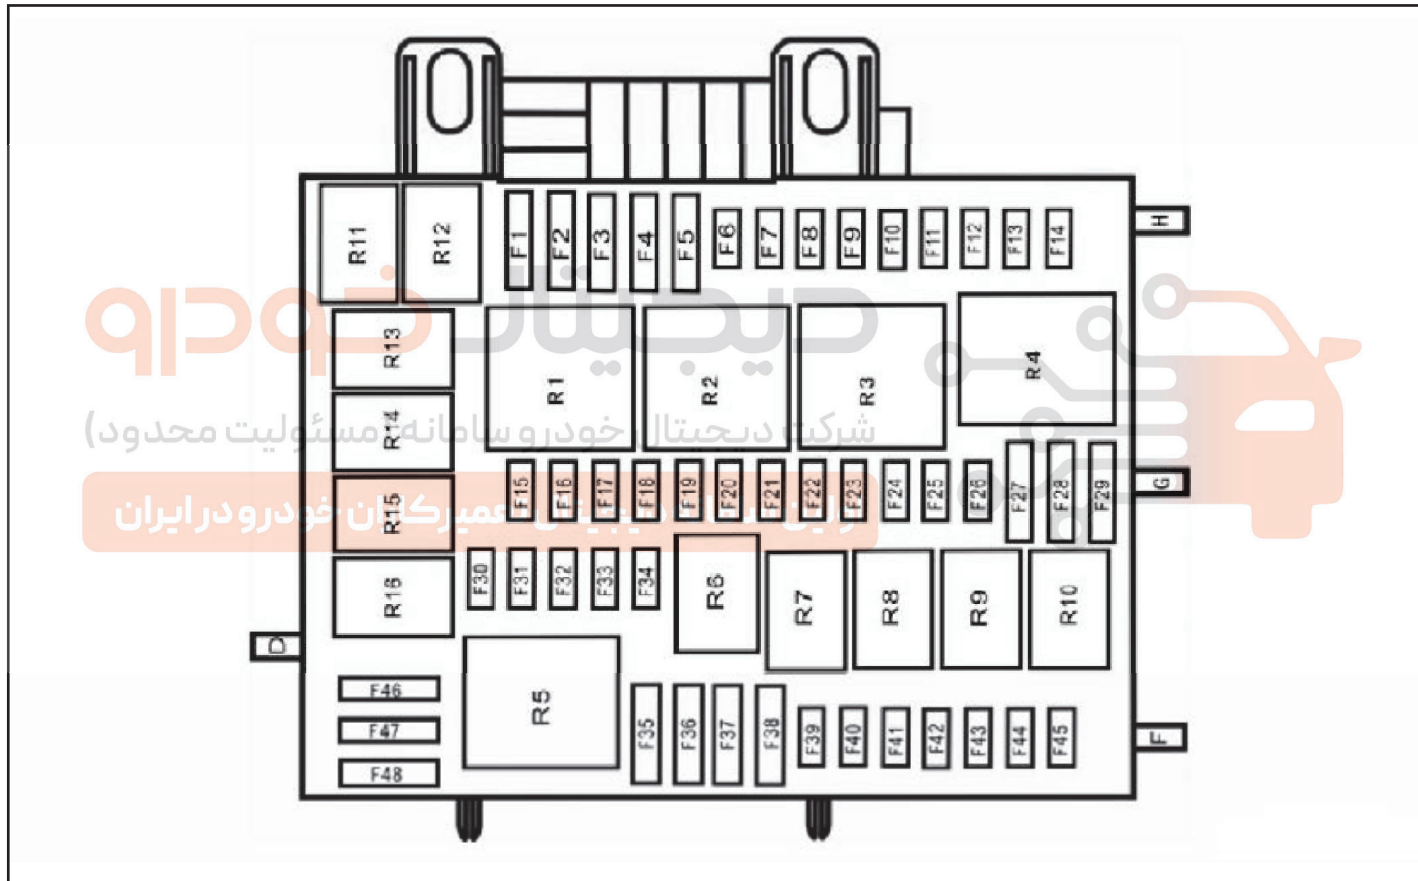 R11 R12 F1 F2 F3 F4 F5 F6 F7 F8 F9 F10 F11 F12 F13 F14 H
دیجیتال خودرو
R13 R1 R2 R3 R4
شرکت دیجیتال خودرو سامانه (مسئولیت محدود)
R14
اولین سامانه دیجیتال تعمیرکاران خودرو در ایران
R15 F15 F16 F17 F18 F19 F20 F21 F22 F23 F24 F25 F26 F27 F28 F29 G
R16 F30 F31 F32 F33 F34 R6 R7 R8 R9 R10
D
F46 R5
F47 F35 F36 F37 F38 F39 F40 F41 F42 F43 F44 F45 F
F48